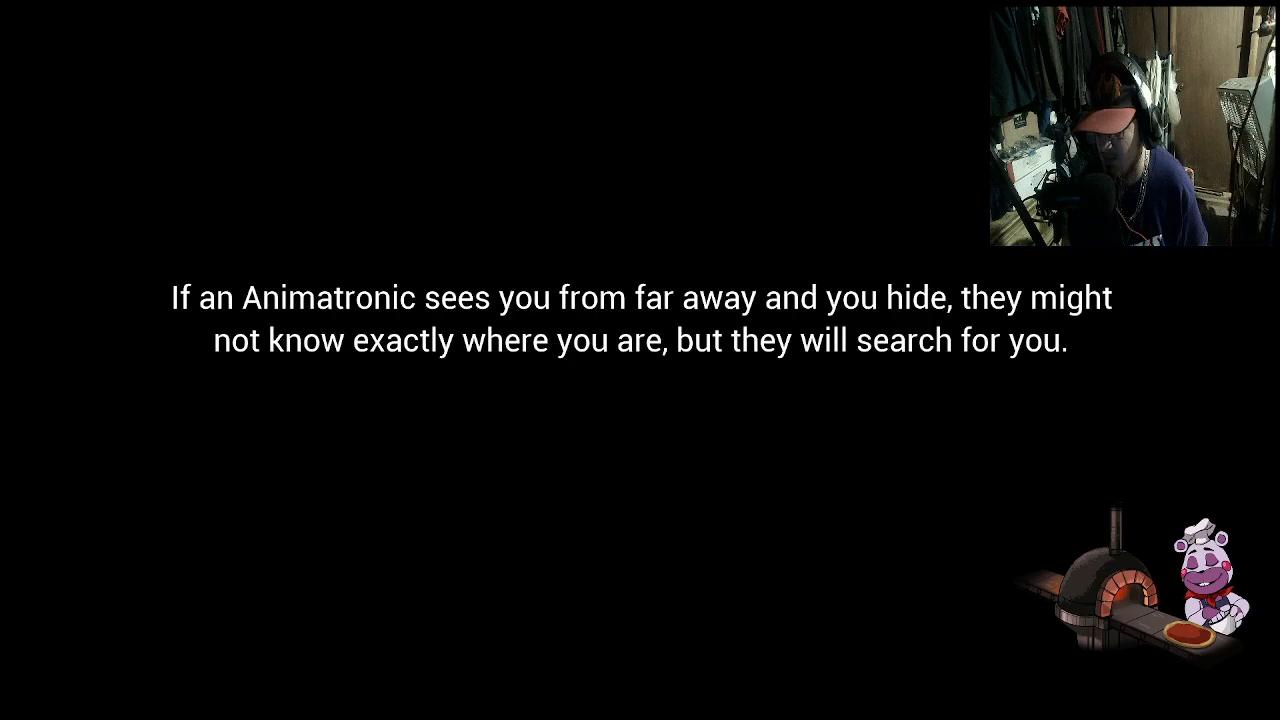 If an Animatronic sees you from far away and you hide, they might
not know exactly where you are, but they will search for you.